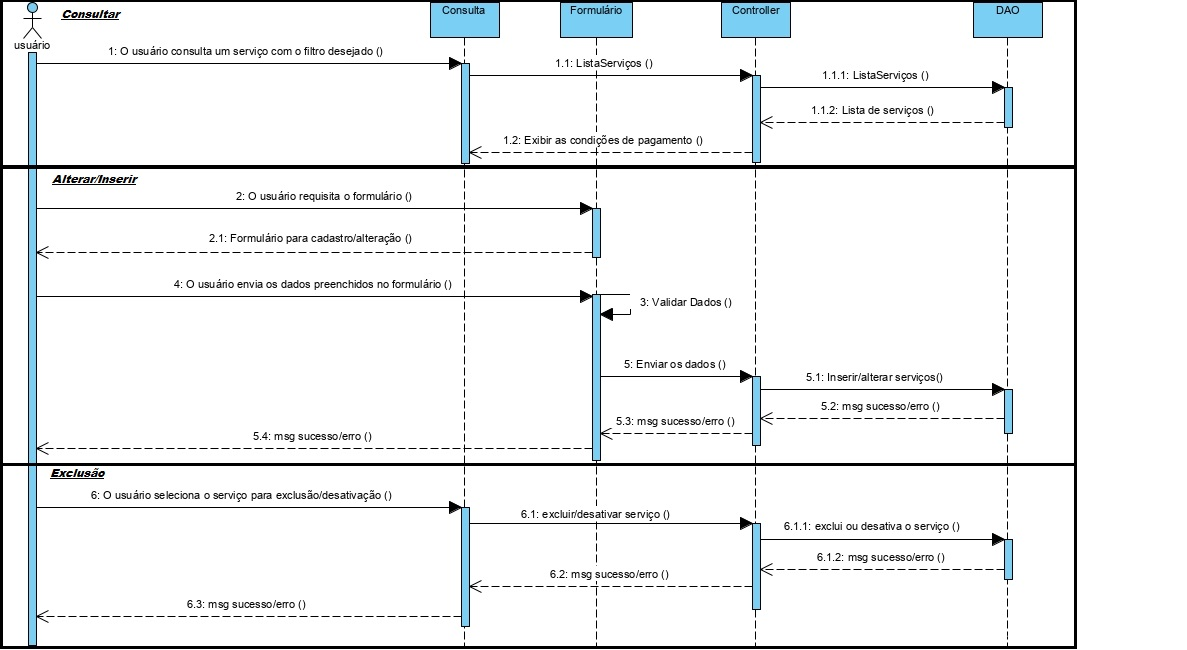 Consultar
usuário
Consulta
Formulário
Controller
DAO
1: O usuário consulta um serviço com o filtro desejado ()
1.1: ListaServiços ()
1.1.1: ListaServiços ()
1.1.2: Lista de serviços ()
1.2: Exibir as condições de pagamento ()
Alterar/Inserir
2: O usuário requisita o formulário ()
2.1: Formulário para cadastro/alteração ()
4: O usuário envia os dados preenchidos no formulário ()
3: Validar Dados ()
5: Enviar os dados ()
5.1: Inserir/alterar serviços()
5.2: msg sucesso/erro ()
5.3: msg sucesso/erro ()
5.4: msg sucesso/erro ()
Exclusão
6: O usuário seleciona o serviço para exclusão/desativação ()
6.1: excluir/desativar serviço ()
6.1.1: exclui ou desativa o serviço ()
6.1.2: msg sucesso/erro ()
6.2: msg sucesso/erro ()
6.3: msg sucesso/erro ()